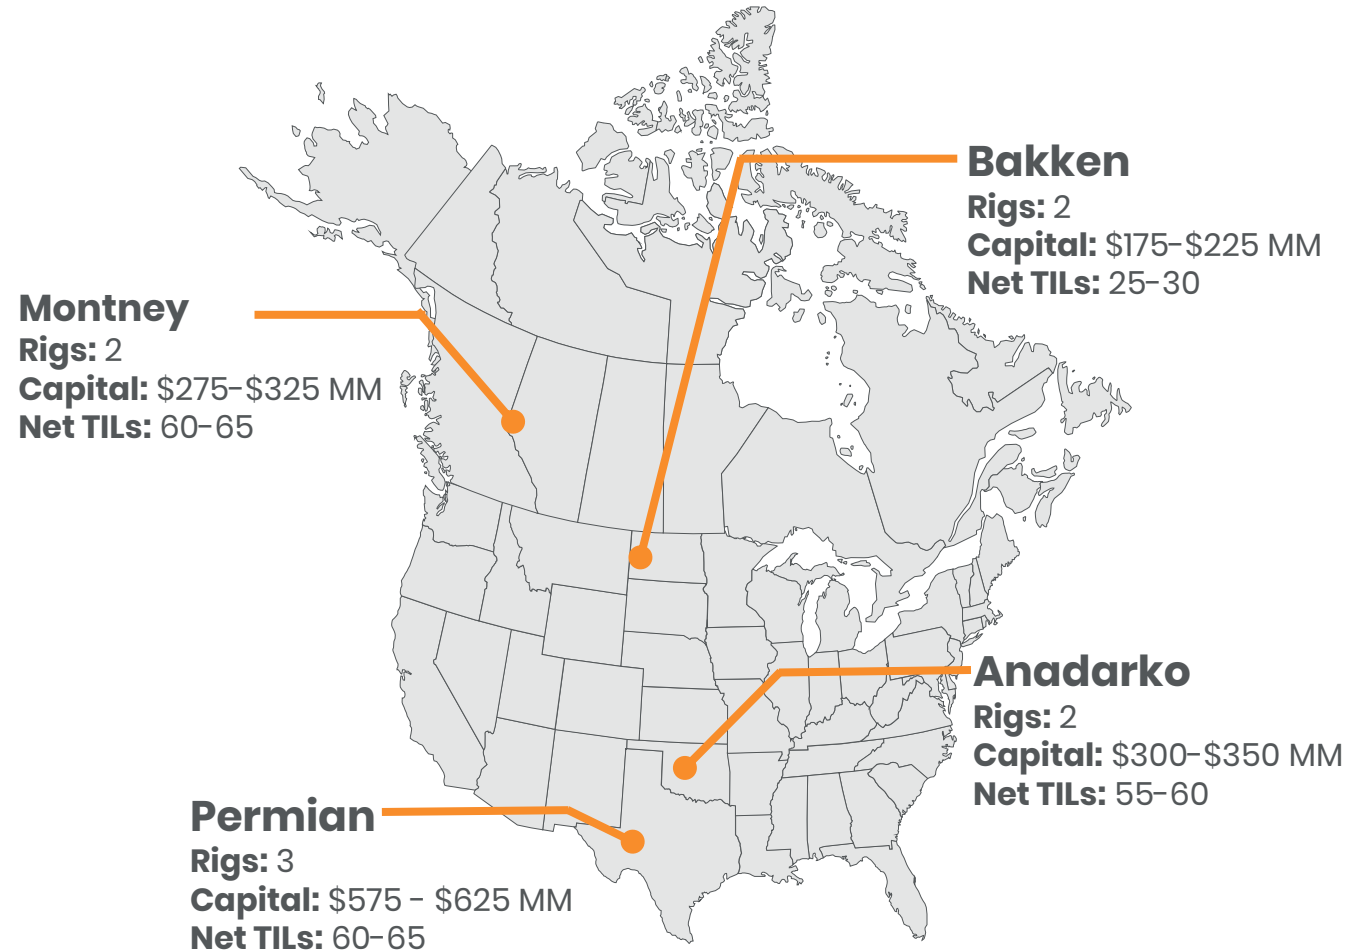 Bakken
Rigs: 2
Capital: $175-$225 MM
Net TILs: 25-30
Montney
Rigs: 2
Capital: $275-$325 MM
Net TILs: 60-65
Anadarko
Rigs: 2
Capital: $300-$350 MM
Net TILs: 55-60
Permian
Rigs: 3
Capital: $575 - $625 MM
Net TILs: 60-65